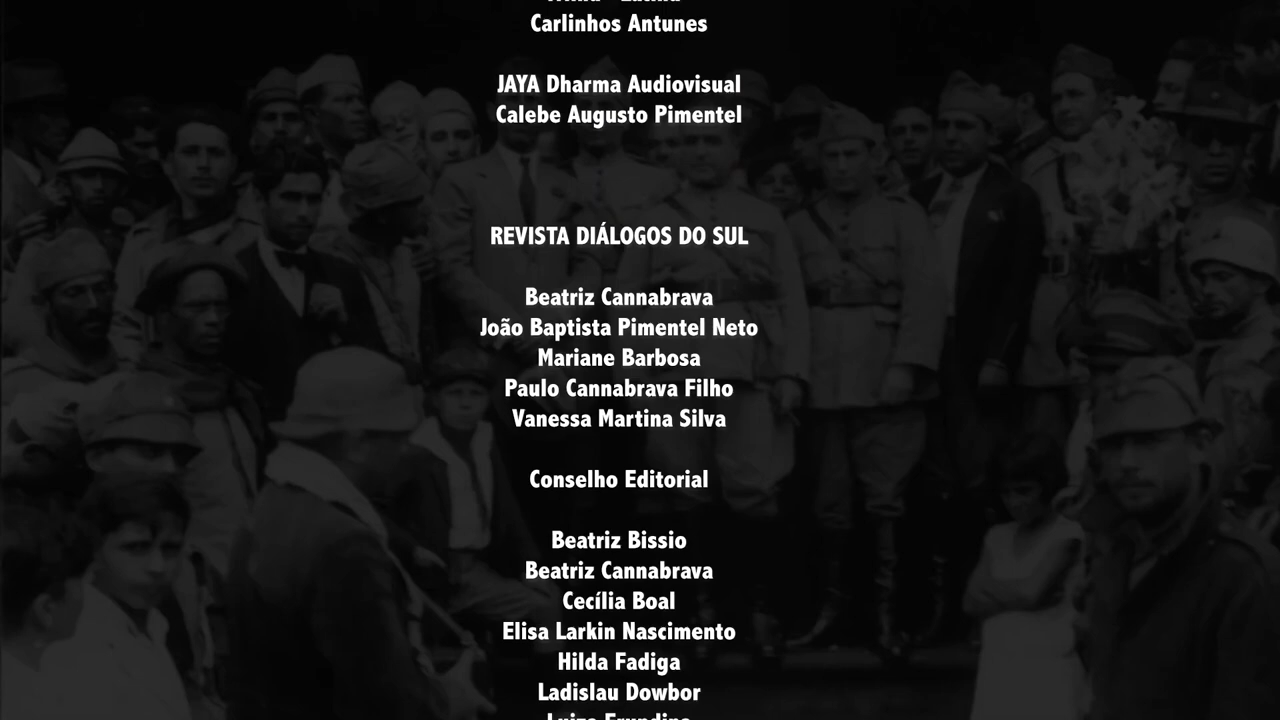 Carlinhos Antunes
JAYA Dharma Audiovisual
Calebe Augusto Pimentel
REVISTA DIÁLOGOS DO SUL
Beatriz Cannabrava
João Baptista Pimentel Neto
Mariane Barbosa
Paulo Cannabrava Filho
Vanessa Martina Silva
Conselho Editorial
Beatriz Bissio
Beatriz Cannabrava
Cecília Boal
Elisa Larkin Nascimento
Hilda Fadiga
Ladislau Dowbor